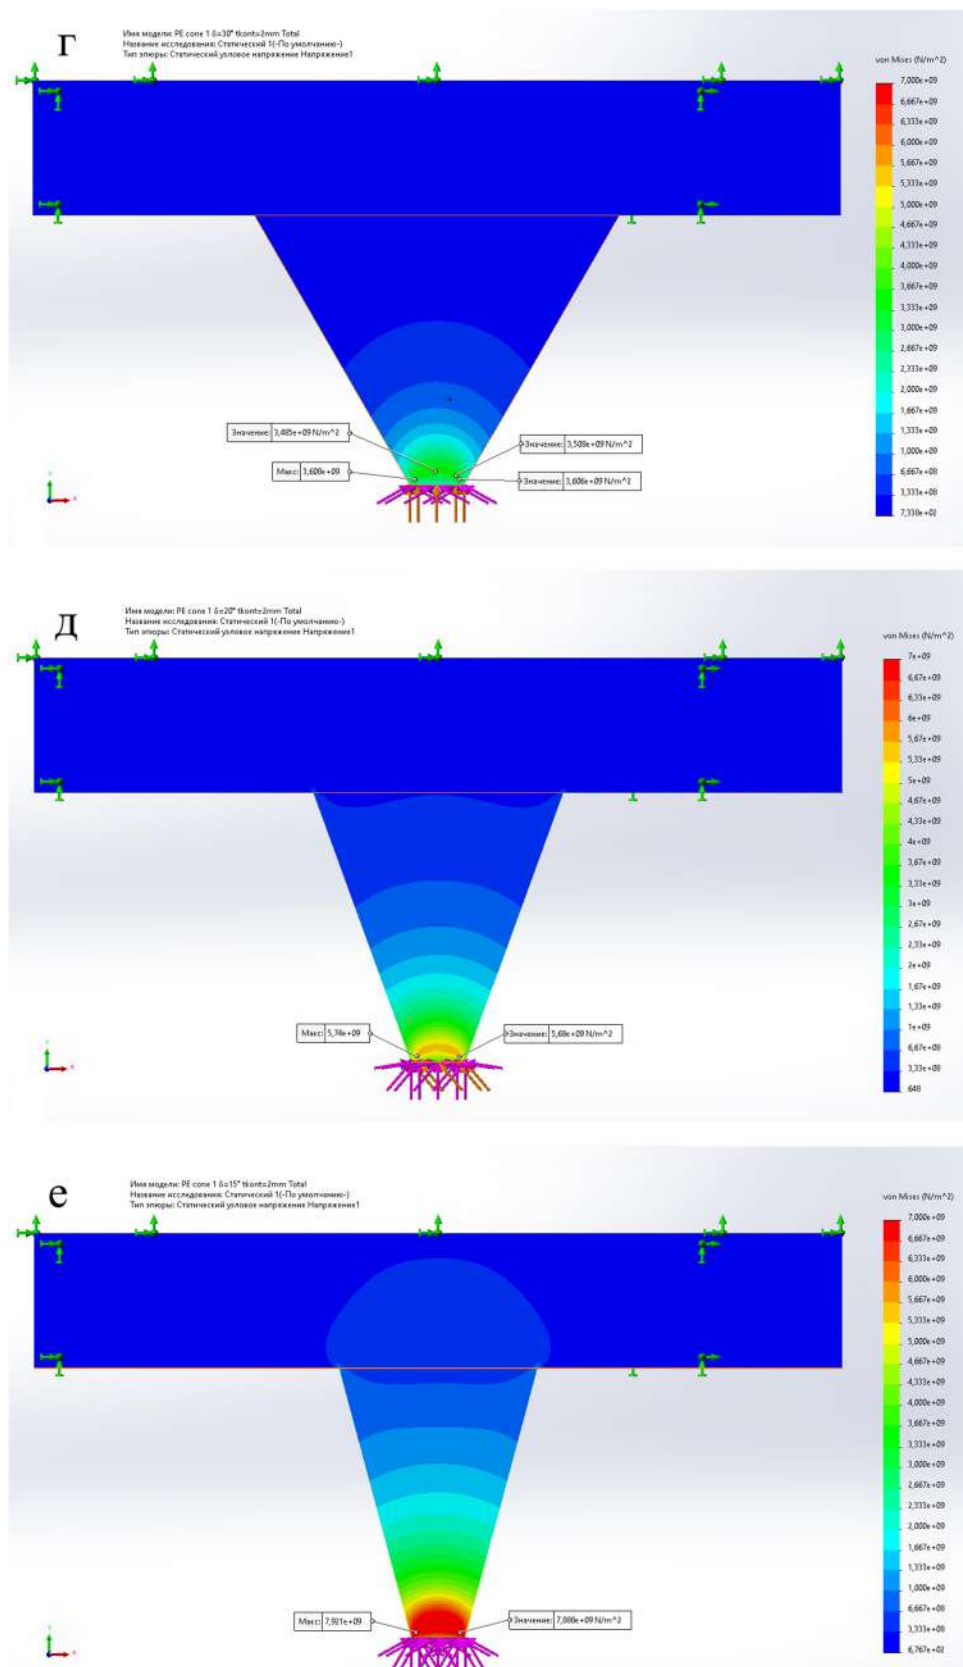 г
Имя модели: PE cone 1 δ=30° tkont=2mm Total
Название исследования: Статический 1(-По умолчанию-)
Тип эпюры: Статический узловое напряжение Напряжение1
von Mises (N/m^2)
7,000e+09
6,667e+09
6,333e+09
6,000e+09
5,667e+09
5,333e+09
5,000e+09
4,667e+09
4,333e+09
4,000e+09
3,667e+09
3,333e+09
3,000e+09
2,667e+09
2,333e+09
2,000e+09
1,667e+09
1,333e+09
1,000e+09
6,667e+08
3,333e+08
7,338e+02
Значение: 3,485e+09 N/m^2
Значение: 3,508e+09 N/m^2
Макс: 3,608e+09
Значение: 3,606e+09 N/m^2
д
Имя модели: PE cone 1 δ=20° tkont=2mm Total
Название исследования: Статический 1(-По умолчанию-)
Тип эпюры: Статический узловое напряжение Напряжение1
von Mises (N/m^2)
7e+09
6,67e+09
6,33e+09
6e+09
5,67e+09
5,33e+09
5e+09
4,67e+09
4,33e+09
4e+09
3,67e+09
3,33e+09
3e+09
2,67e+09
2,33e+09
2e+09
1,67e+09
1,33e+09
1e+09
6,67e+08
3,33e+08
648
Макс: 5,74e+09
Значение: 5,68e+09 N/m^2
е
Имя модели: PE cone 1 δ=15° tkont=2mm Total
Название исследования: Статический 1(-По умолчанию-)
Тип эпюры: Статический узловое напряжение Напряжение1
von Mises (N/m^2)
7,000e+09
6,667e+09
6,333e+09
6,000e+09
5,667e+09
5,333e+09
5,000e+09
4,667e+09
4,333e+09
4,000e+09
3,667e+09
3,333e+09
3,000e+09
2,667e+09
2,333e+09
2,000e+09
1,667e+09
1,333e+09
1,000e+09
6,667e+08
3,333e+08
6,767e+02
Макс: 7,921e+09
Значение: 7,808e+09 N/m^2